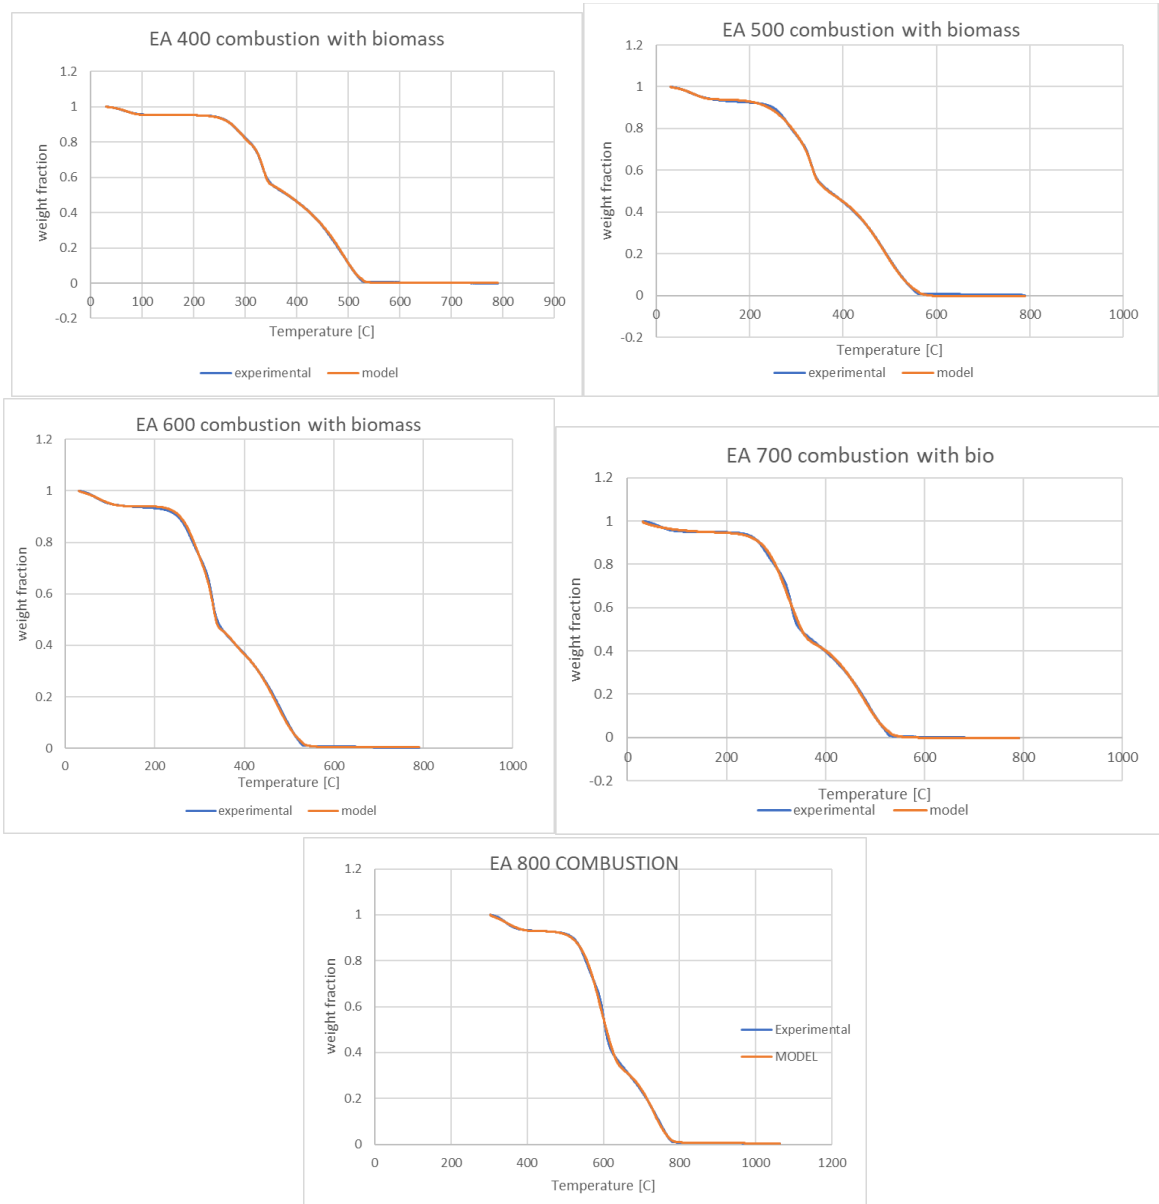 EA 400 combustion with biomass
1.2
1
0.8
0.6
0.4
0.2
0
-0.2
weight fraction
0 100 200 300 400 500 600 700 800 900
Temperature [C]
experimental model
EA 500 combustion with biomass
1.2
1
0.8
0.6
0.4
0.2
0
-0.2
weight fraction
0 200 400 600 800 1000
Temperature [C]
experimental model
EA 600 combustion with biomass
1.2
1
0.8
0.6
0.4
0.2
0
weight fraction
0 200 400 600 800 1000
Temperature [C]
experimental model
EA 700 combustion with bio
1.2
1
0.8
0.6
0.4
0.2
0
-0.2
weight fraction
0 200 400 600 800 1000
Temperature [C]
experimental model
EA 800 COMBUSTION
1.2
1
0.8
0.6
0.4
0.2
0
weight fraction
Experimental
MODEL
0 200 400 600 800 1000 1200
Temperature [C]